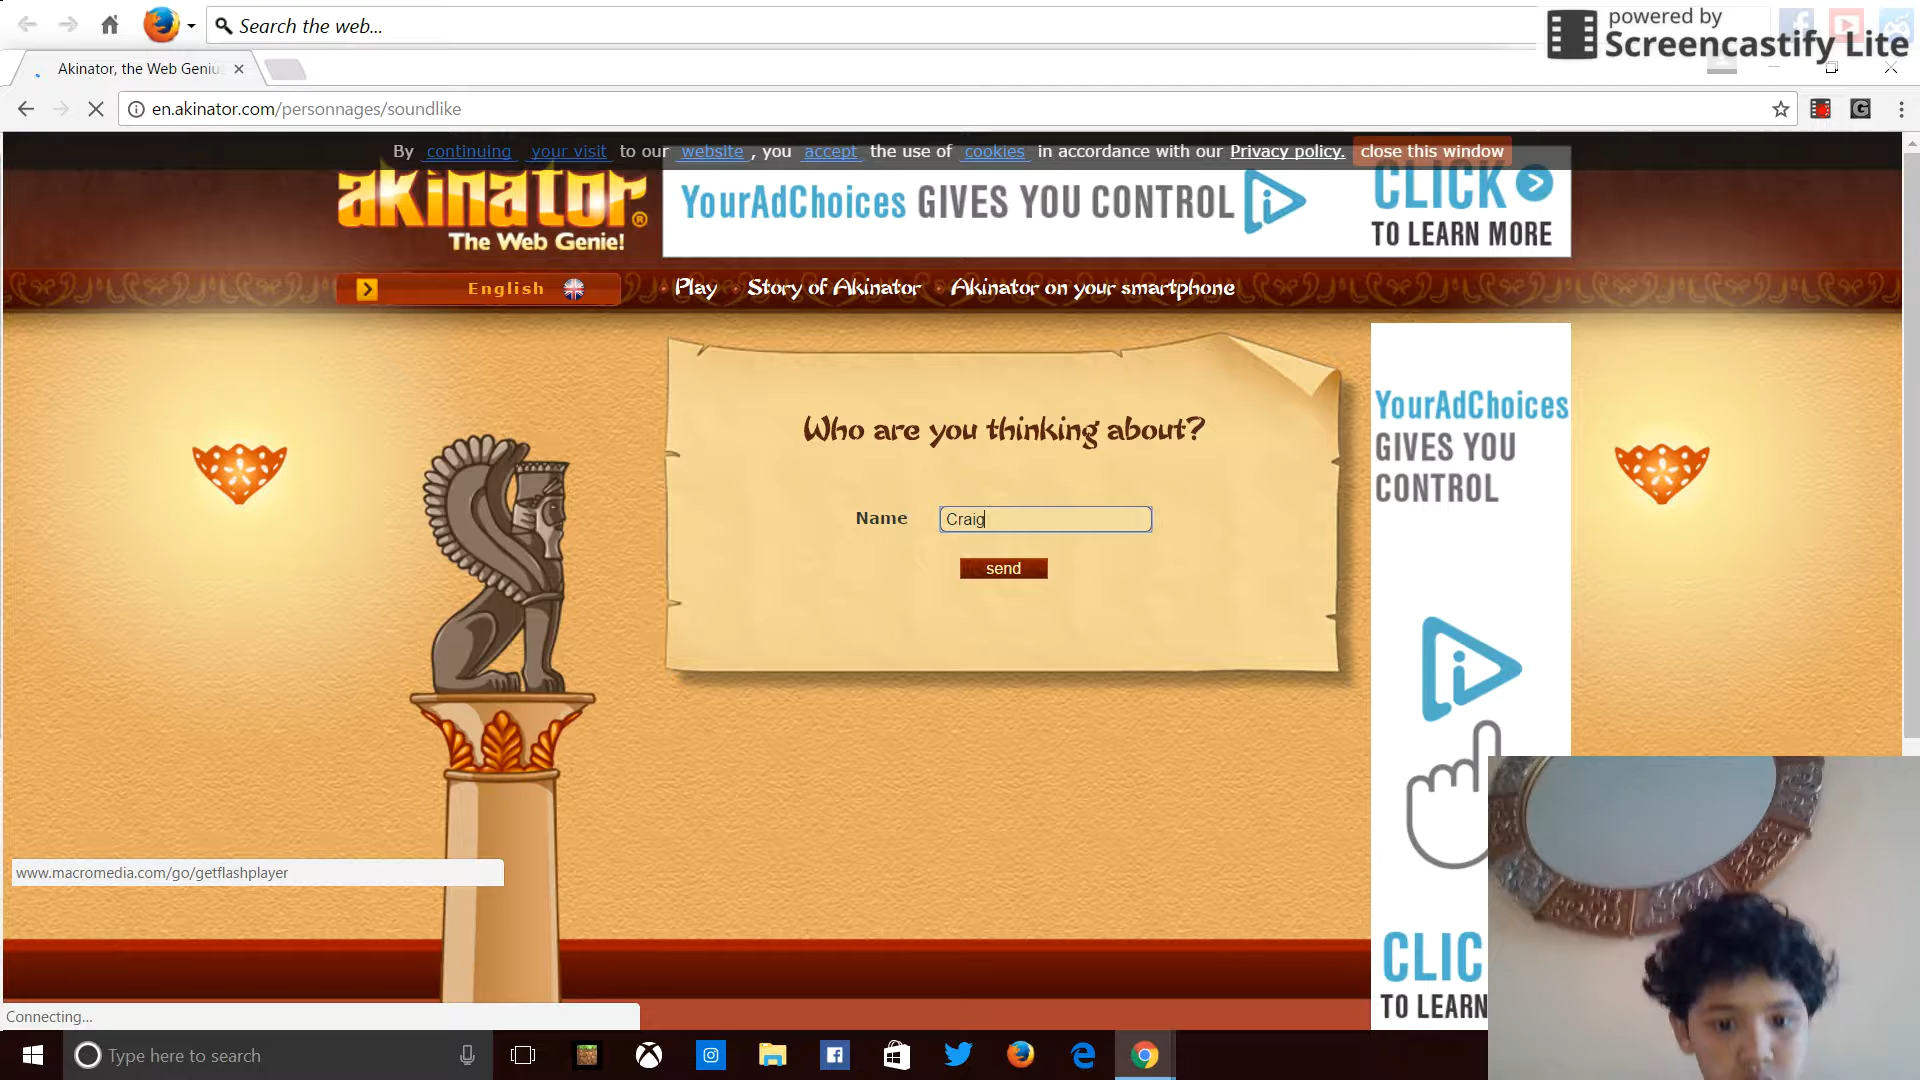 Search the web...
powered by
Screencastify Lite
Akinator, the Web Genius
en.akinator.com/personnages/soundlike
By continuing your visit to our website , you accept the use of cookies in accordance with our Privacy policy. close this window
akinator®
The Web Genie!
YourAdChoices GIVES YOU CONTROL
CLICK
TO LEARN MORE
English
Play
Story of Akinator
Akinator on your smartphone
Who are you thinking about?
Name Craig
send
YourAdChoices
GIVES YOU
CONTROL
CLIC
TO LEARN
www.macromedia.com/go/getflashplayer
Connecting...
Type here to search